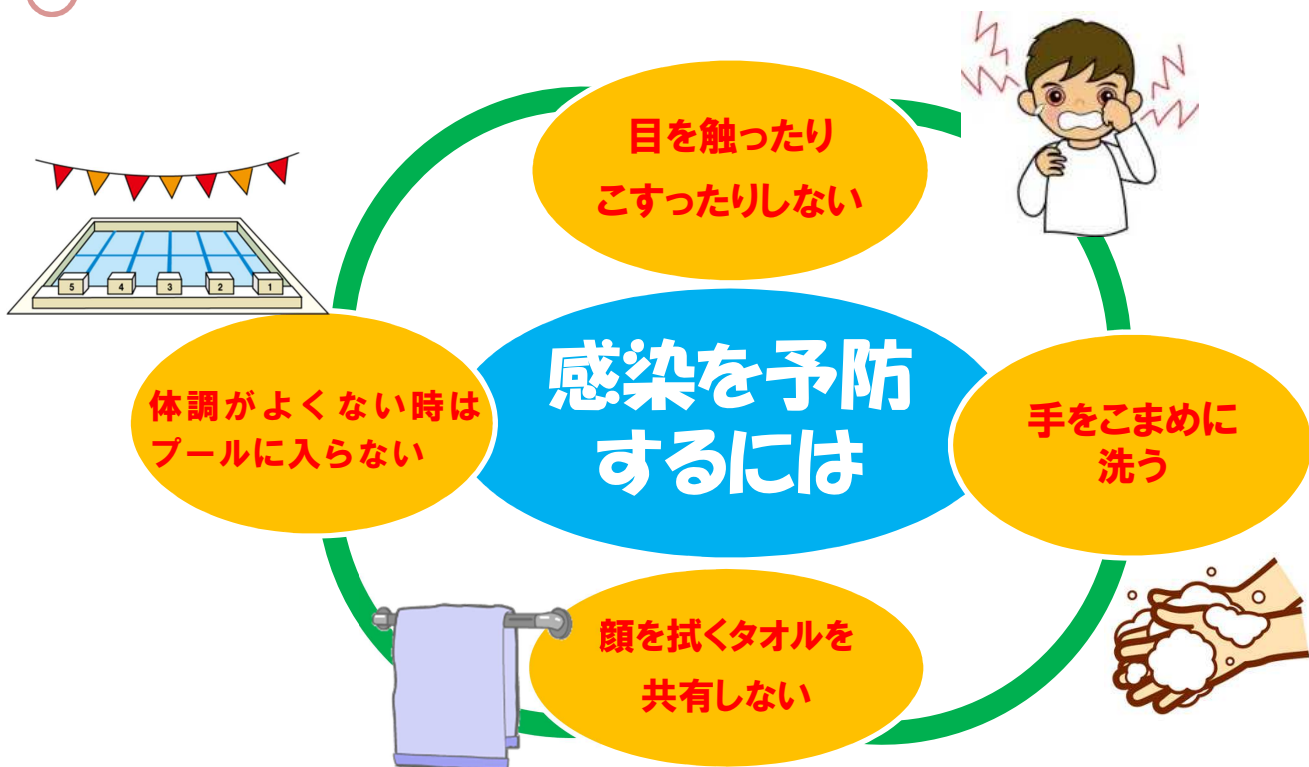 目を触ったり
こすったりしない
感染を予防
するには
体調がよくない時は
プールに入らない
手をこまめに
洗う
顔を拭くタオルを
共有しない
5 4 3 2 1